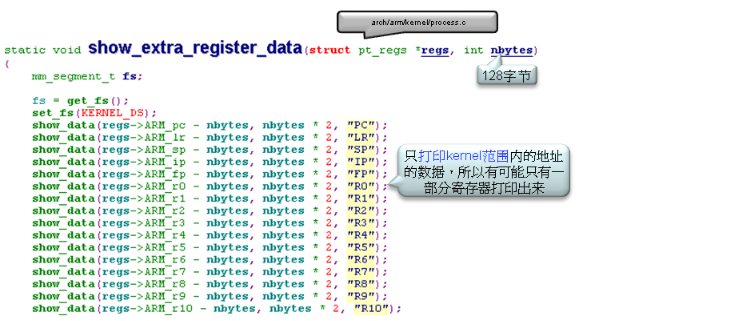 arch/arm/kernel/process.c
static void show_extra_register_data(struct pt_regs *regs, int nbytes)
{
128字节
mm_segment_t fs;
fs = get_fs();
set_fs(KERNEL_DS);
show_data(regs->ARM_pc - nbytes, nbytes * 2, "PC");
show_data(regs->ARM_lr - nbytes, nbytes * 2, "LR");
show_data(regs->ARM_sp - nbytes, nbytes * 2, "SP");
show_data(regs->ARM_ip - nbytes, nbytes * 2, "IP");
show_data(regs->ARM_fp - nbytes, nbytes * 2, "FP");
show_data(regs->ARM_r0 - nbytes, nbytes * 2, "R0");
show_data(regs->ARM_r1 - nbytes, nbytes * 2, "R1");
show_data(regs->ARM_r2 - nbytes, nbytes * 2, "R2");
show_data(regs->ARM_r3 - nbytes, nbytes * 2, "R3");
show_data(regs->ARM_r4 - nbytes, nbytes * 2, "R4");
show_data(regs->ARM_r5 - nbytes, nbytes * 2, "R5");
show_data(regs->ARM_r6 - nbytes, nbytes * 2, "R6");
show_data(regs->ARM_r7 - nbytes, nbytes * 2, "R7");
show_data(regs->ARM_r8 - nbytes, nbytes * 2, "R8");
show_data(regs->ARM_r9 - nbytes, nbytes * 2, "R9");
show_data(regs->ARM_r10 - nbytes, nbytes * 2, "R10");
只打印kernel范围内的地址
的数据，所以有可能只有一
部分寄存器打印出来